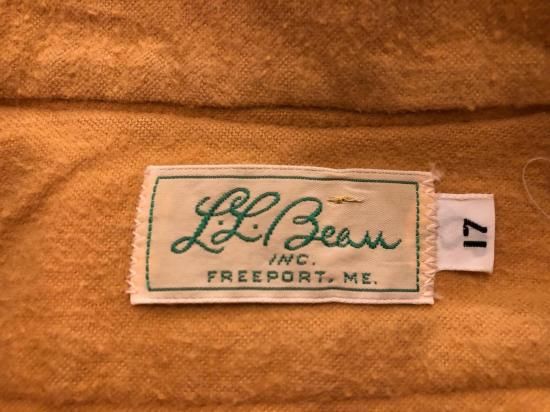 L.L. Bean
INC.
FREEPORT, ME.
17